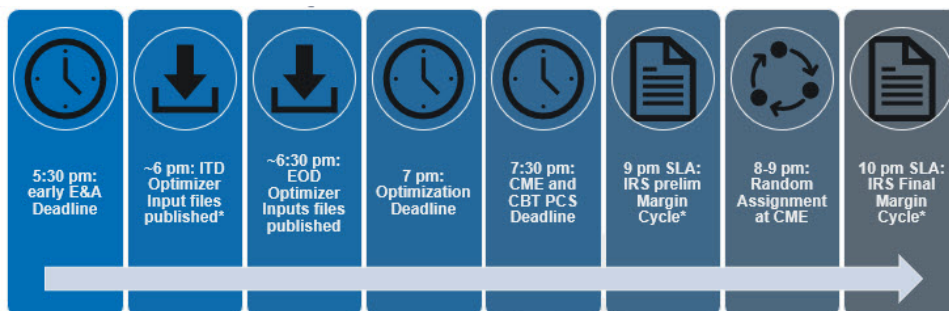 5:30 pm:
early E&A
Deadline
~6 pm: ITD
Optimizer
Input files
published*
~6:30 pm:
EOD
Optimizer
Inputs files
published
7 pm:
Optimization
Deadline
7:30 pm:
CME and
CBT PCS
Deadline
9 pm SLA:
IRS prelim
Margin
Cycle*
8-9 pm:
Random
Assignment
at CME
10 pm SLA:
IRS Final
Margin
Cycle*